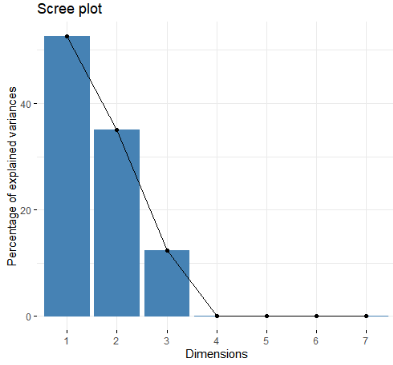 Scree plot
Percentage of explained variances
40
20
0
1 2 3 4 5 6 7
Dimensions